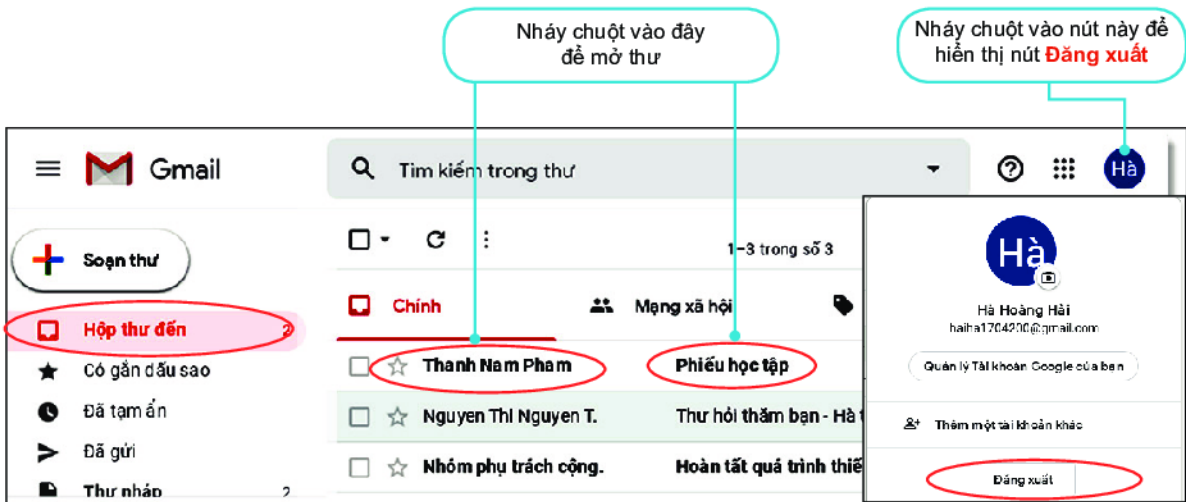 Nháy chuột vào đây
để mở thư
Nháy chuột vào nút này để
hiển thị nút Đăng xuất
Gmail
Tìm kiếm trong thư
Hà
Soạn thư
1–3 trong số 3
Hà
Chính
Mạng xã hội
Hà Hoàng Hải
haiha1704200@gmail.com
Hộp thư đến 2
Thanh Nam Pham Phiếu học tập
Quản lý Tài khoản Google của bạn
Có gắn dấu sao
Đã tạm ẩn
Nguyen Thi Nguyen T. Thư hỏi thăm bạn - Hà t
Thêm một tài khoản khác
Đã gửi
Nhóm phụ trách cộng. Hoàn tất quá trình thiế
Đăng xuất
Thư nháp 2